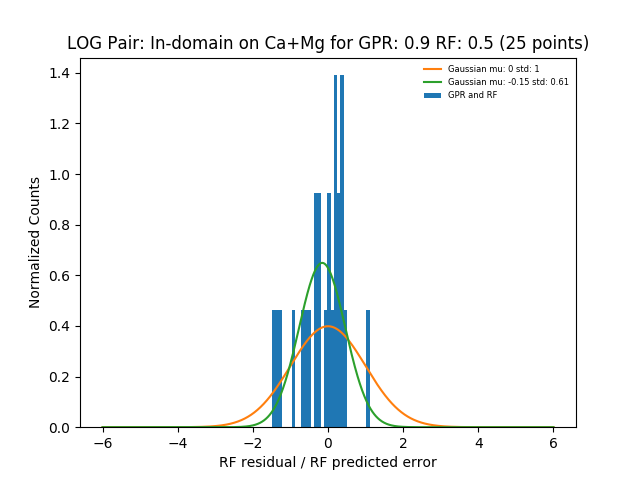 LOG Pair: In-domain on Ca+Mg for GPR: 0.9 RF: 0.5 (25 points)
Gaussian mu: 0 std: 1
Gaussian mu: -0.15 std: 0.61
GPR and RF
Normalized Counts
1.4
1.2
1.0
0.8
0.6
0.4
0.2
0.0
−6 −4 −2 0 2 4 6
RF residual / RF predicted error